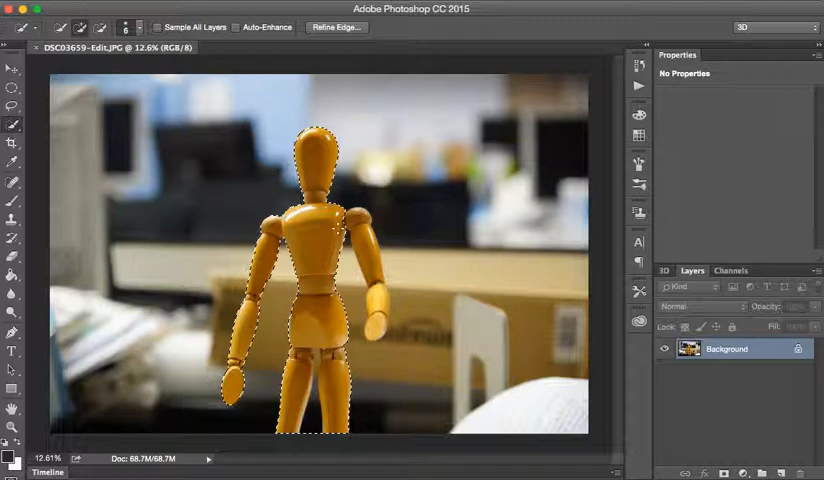 Adobe Photoshop CC 2015
6
Sample All Layers
Auto-Enhance
Refine Edge...
3D
× DSC03659-Edit.JPG @ 12.6% (RGB/8)
Properties
No Properties
3D Layers Channels
Kind
Normal Opacity:
Lock: Fill:
Background
12.61% Doc: 68.7M/68.7M
Timeline